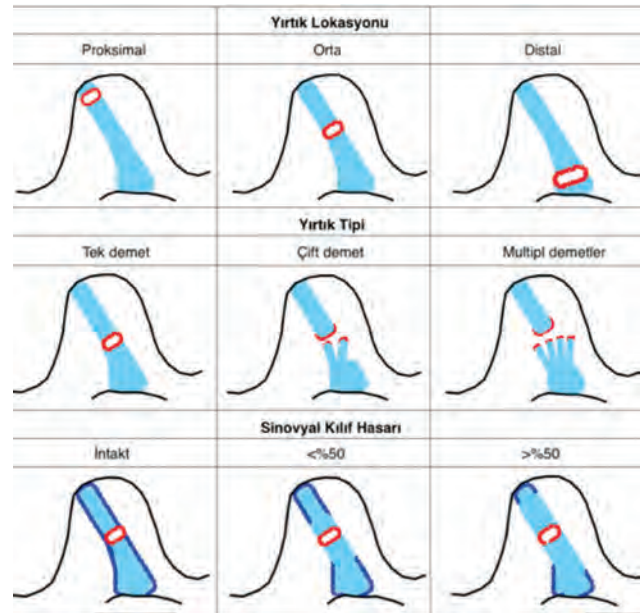 Yırtık Lokasyonu
Proksimal Orta Distal
Yırtık Tipi
Tek demet Çift demet Multipl demetler
Sinovyal Kılıf Hasarı
İntakt <%50 >%50